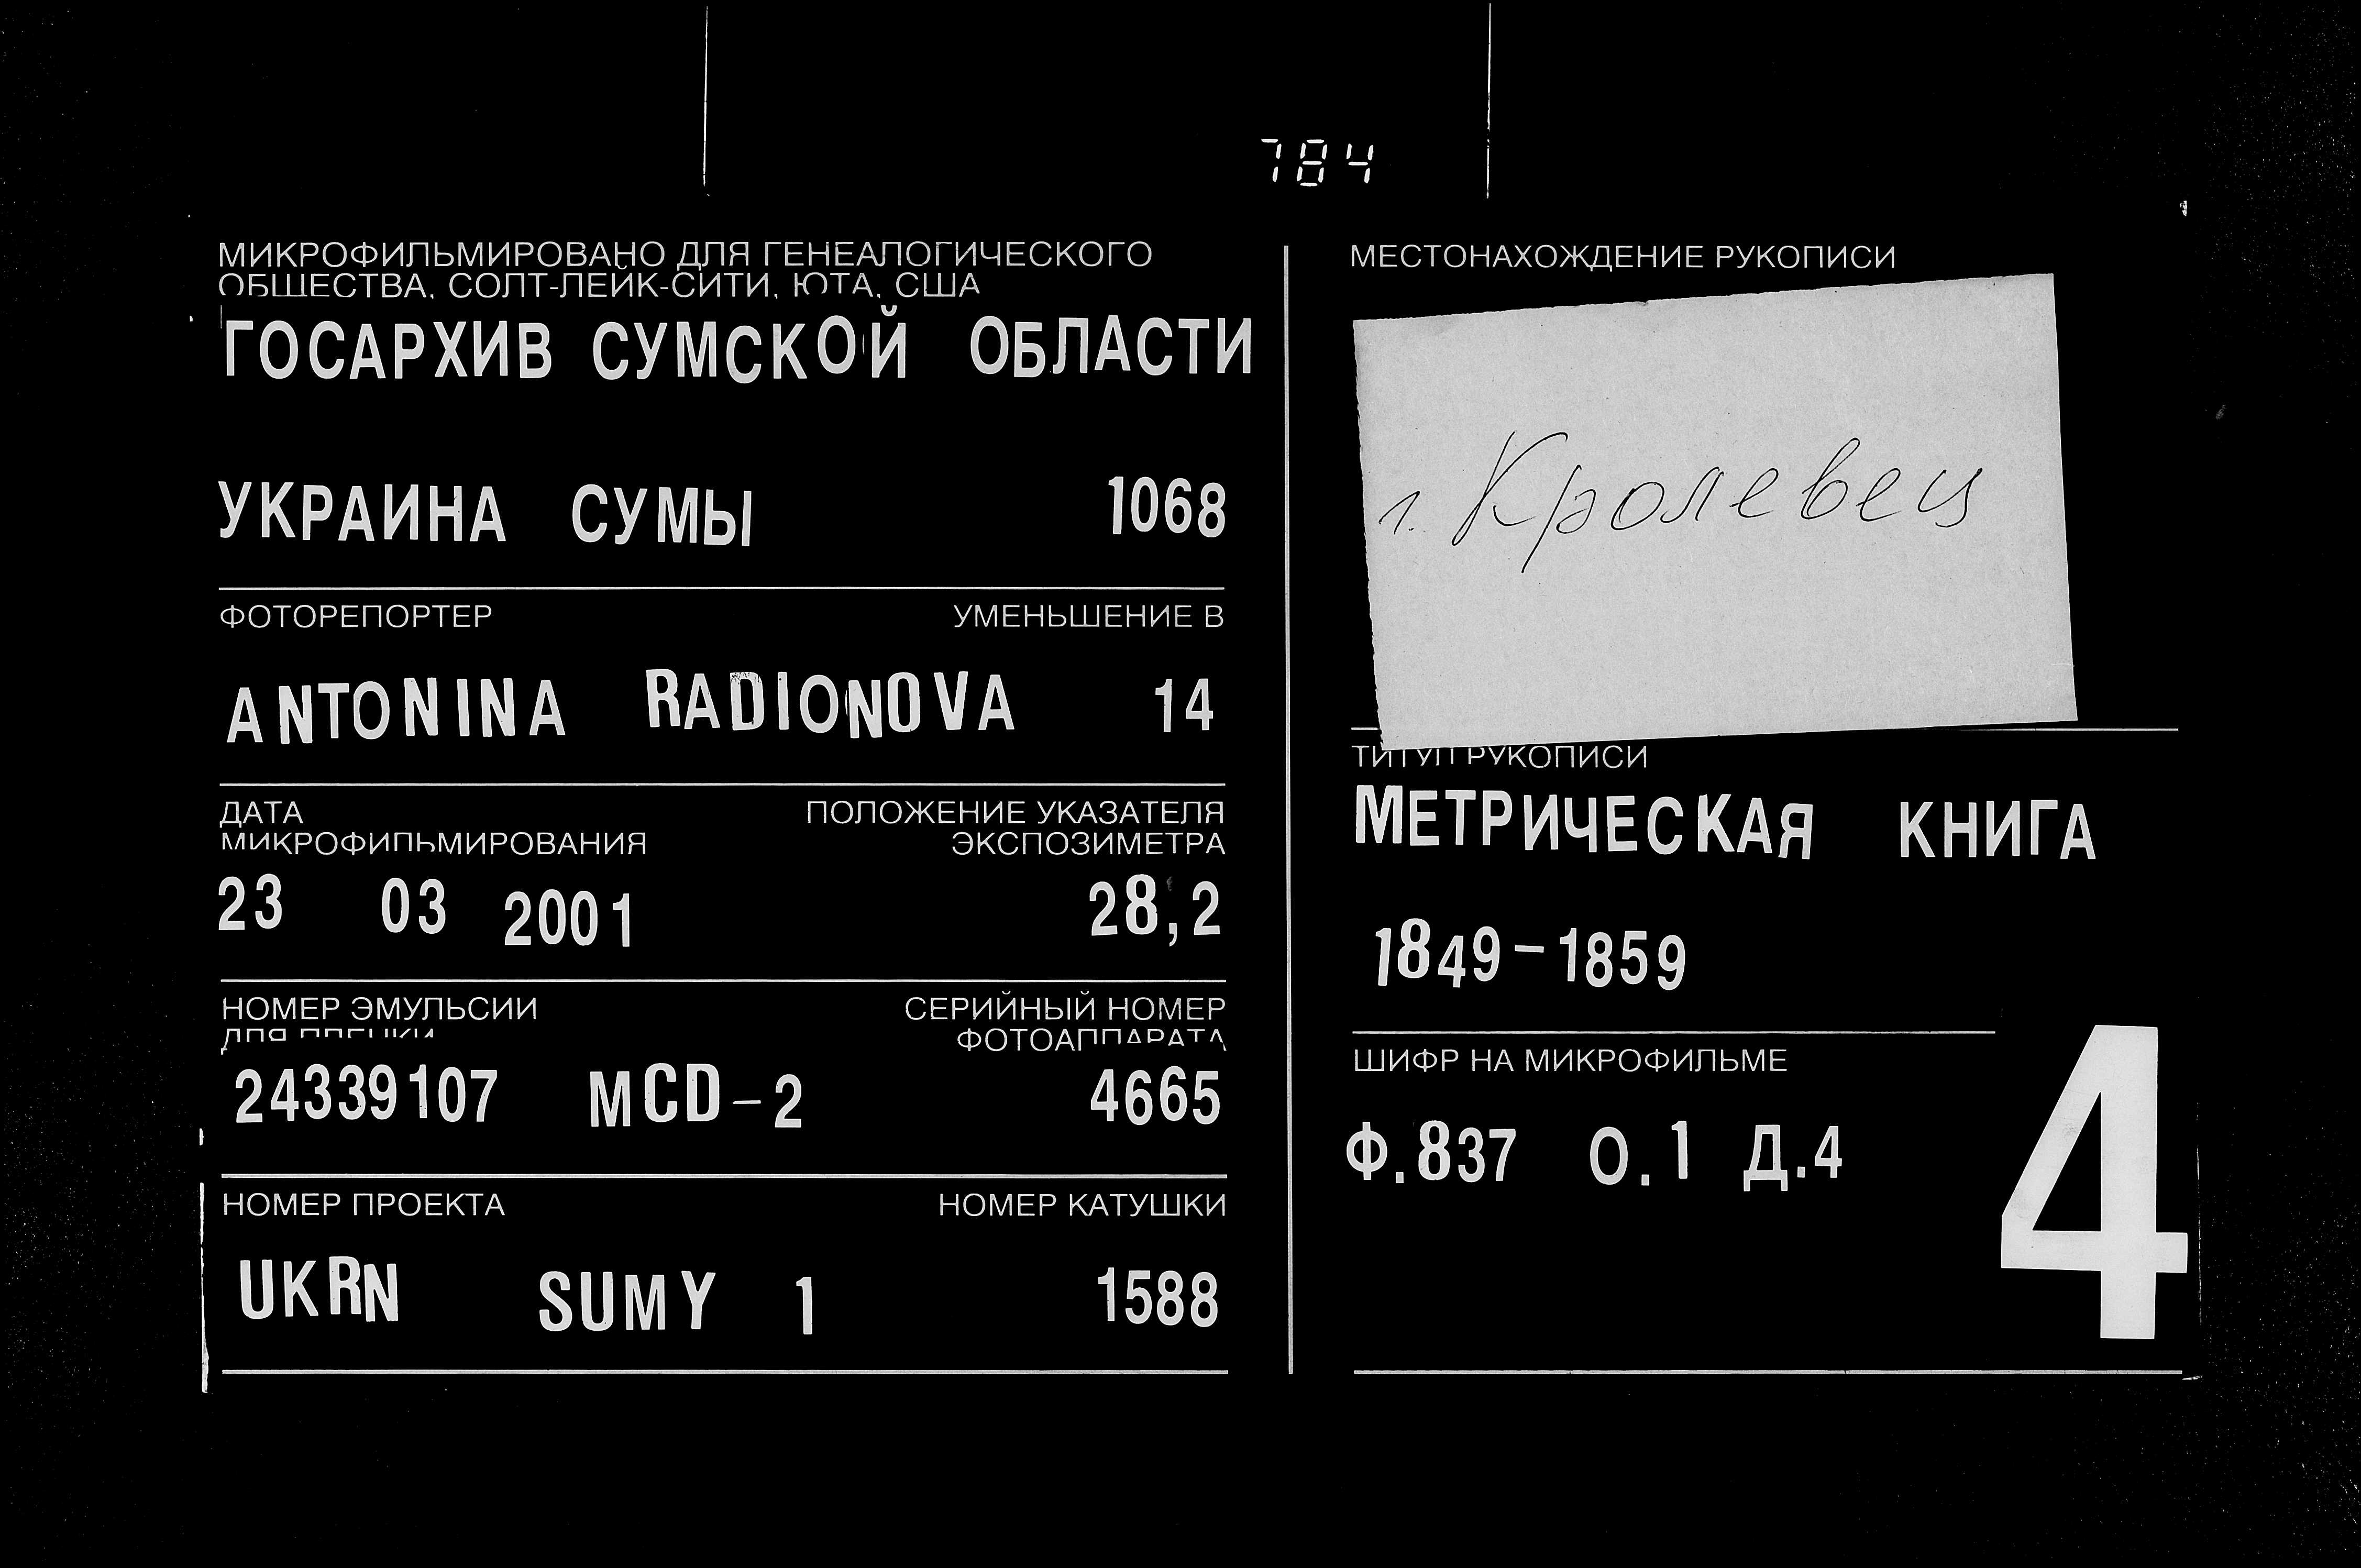 784
МИКРОФИЛЬМИРОВАНО ДЛЯ ГЕНЕАЛОГИЧЕСКОГО
ОБЩЕСТВА, СОЛТ-ЛЕЙК-СИТИ, ЮТА, США
ГОСАРХИВ СУМСКОЙ ОБЛАСТИ
УКРАИНА СУМЫ 1068
ФОТОРЕПОРТЕР УМЕНЬШЕНИЕ В
ANTONINA RADIONOVA 14
ДАТА ПОЛОЖЕНИЕ УКАЗАТЕЛЯ
МИКРОФИЛЬМИРОВАНИЯ ЭКСПОЗИМЕТРА
23 03 2001 28,2
НОМЕР ЭМУЛЬСИИ СЕРИЙНЫЙ НОМЕР
ДЛЯ ПЛЕНКИ ФОТОАППАРАТА
24339107 MCD-2 4665
НОМЕР ПРОЕКТА НОМЕР КАТУШКИ
UKRN SUMY 1 1588
МЕСТОНАХОЖДЕНИЕ РУКОПИСИ
г. Кролевец
ТИТУЛ РУКОПИСИ
МЕТРИЧЕСКАЯ КНИГА
1849-1859
ШИФР НА МИКРОФИЛЬМЕ
Ф.837 О.1 Д.4
4